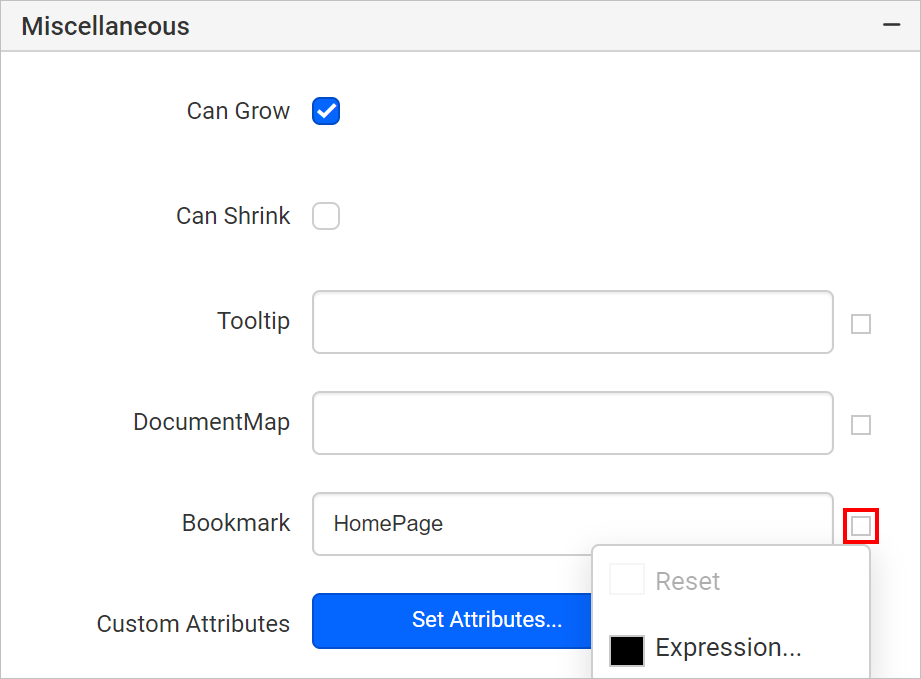 Miscellaneous
Can Grow
Can Shrink
Tooltip
DocumentMap
Bookmark HomePage
Reset
Custom Attributes Set Attributes...
Expression...